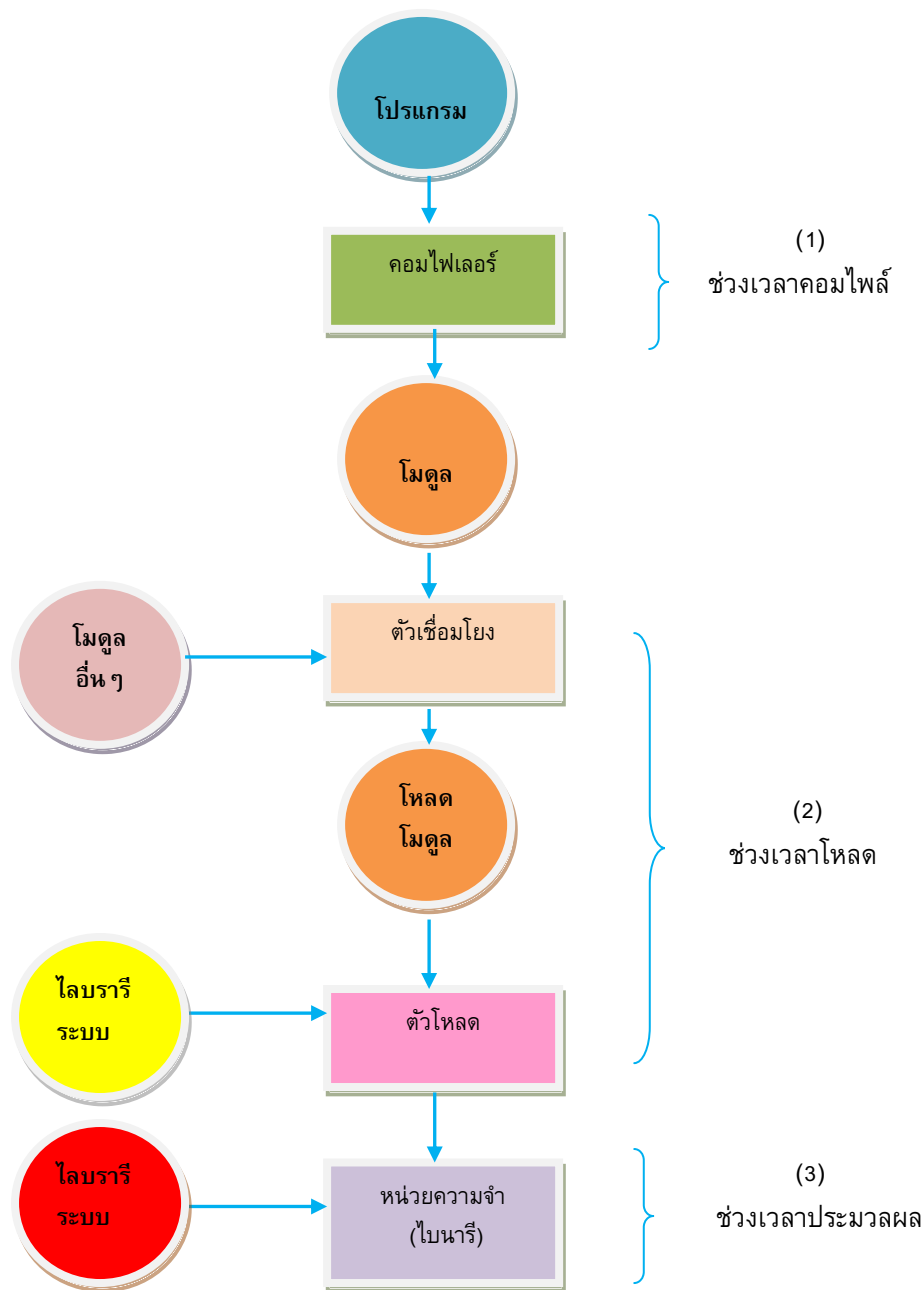 โปรแกรม
คอมไฟเลอร์
(1)
ช่วงเวลาคอมไพล์
โมดูล
โมดูล
อื่น ๆ
ตัวเชื่อมโยง
โหลด
โมดูล
(2)
ช่วงเวลาโหลด
ไลบรารี
ระบบ
ตัวโหลด
ไลบรารี
ระบบ
หน่วยความจำ
(ไบนารี)
(3)
ช่วงเวลาประมวลผล